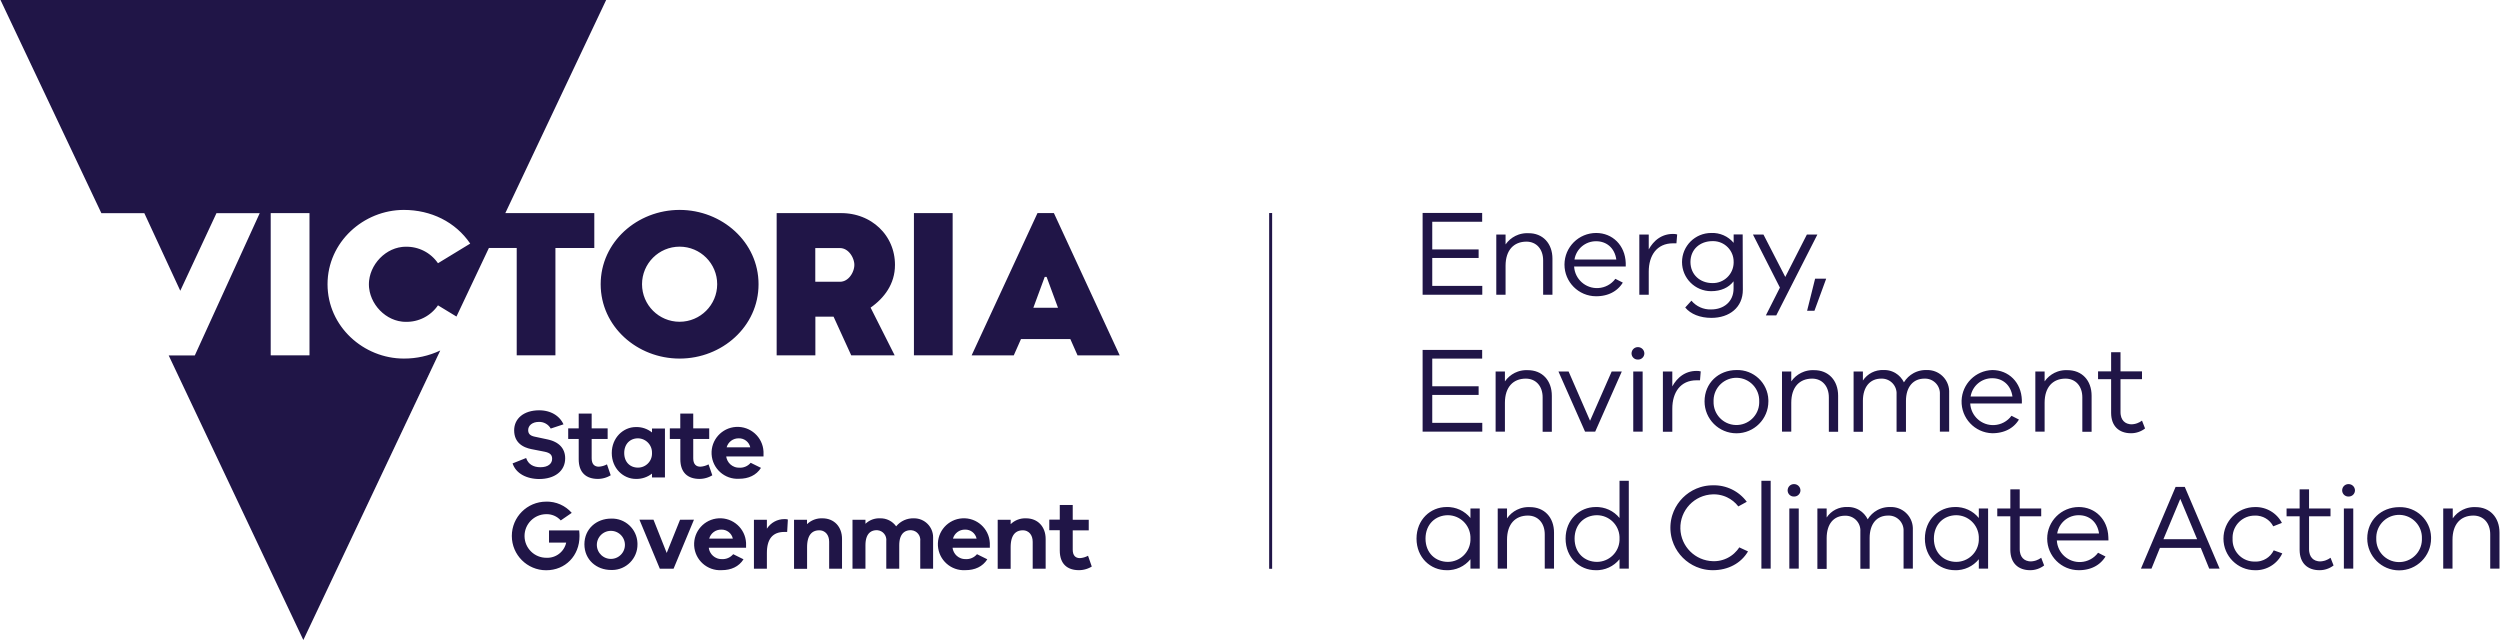 VICTORIA
State
Government
Energy,
Environment
and Climate Action